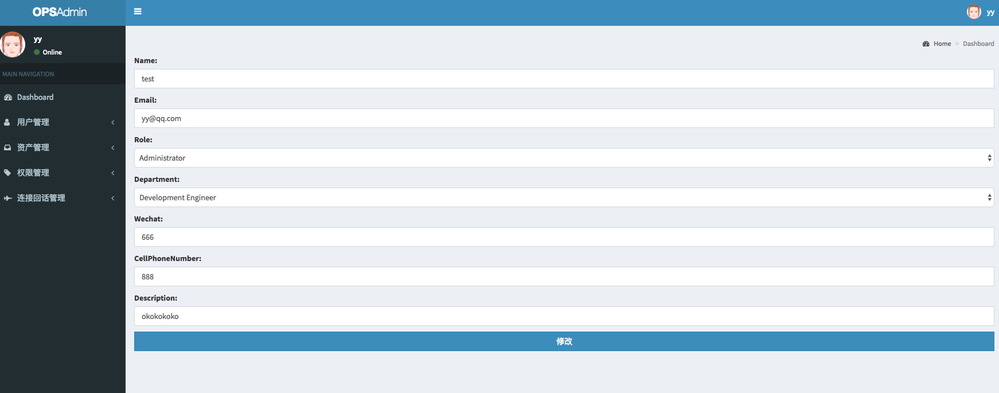 OPSAdmin
yy
yy
Online
Home > Dashboard
MAIN NAVIGATION
Dashboard
用户管理
资产管理
权限管理
连接回话管理
Name:
test
Email:
yy@qq.com
Role:
Administrator
Department:
Development Engineer
Wechat:
666
CellPhoneNumber:
888
Description:
okokokoko
修改